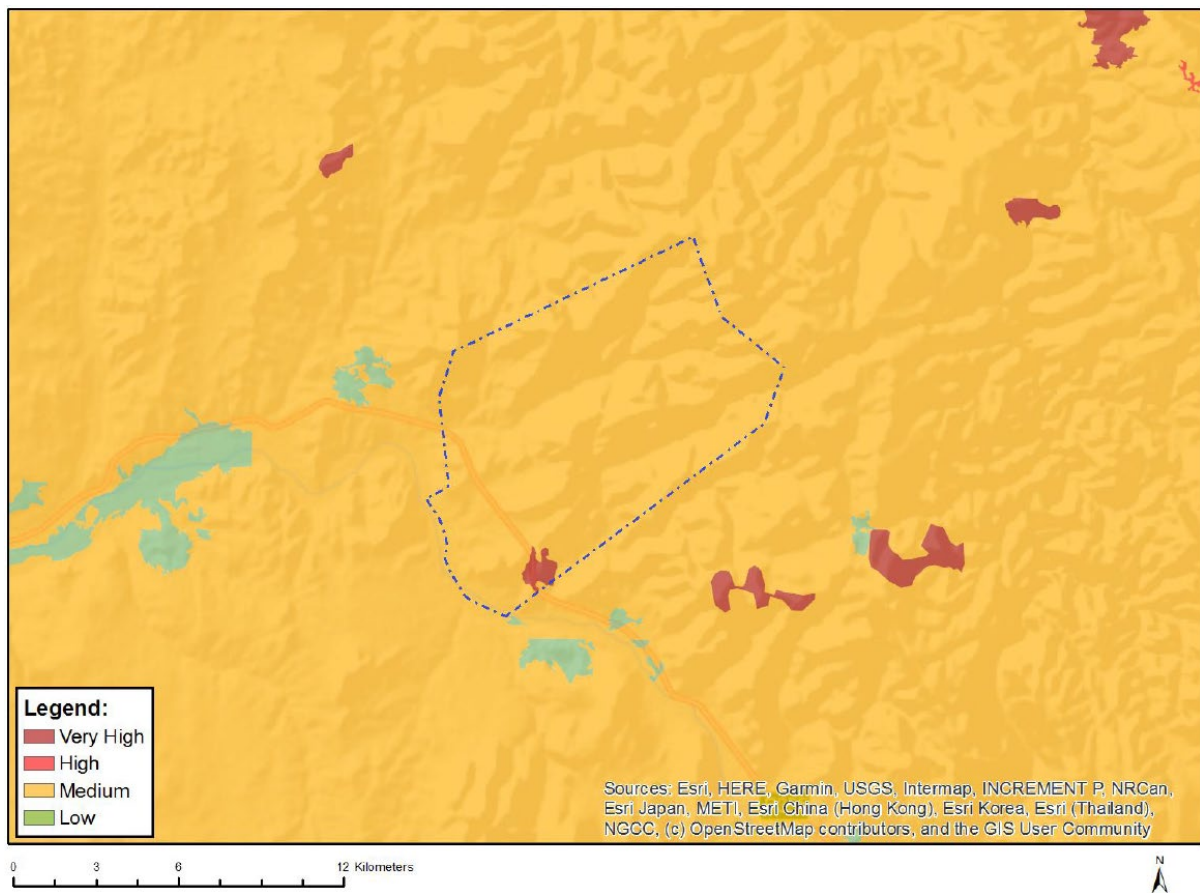 Legend:
Very High
High
Medium
Low
Sources: Esri, HERE, Garmin, USGS, Intermap, INCREMENT P, NRCan,
Esri Japan, METI, Esri China (Hong Kong), Esri Korea, Esri (Thailand),
NGCC, (c) OpenStreetMap contributors, and the GIS User Community
0 3 6 12 Kilometers
N